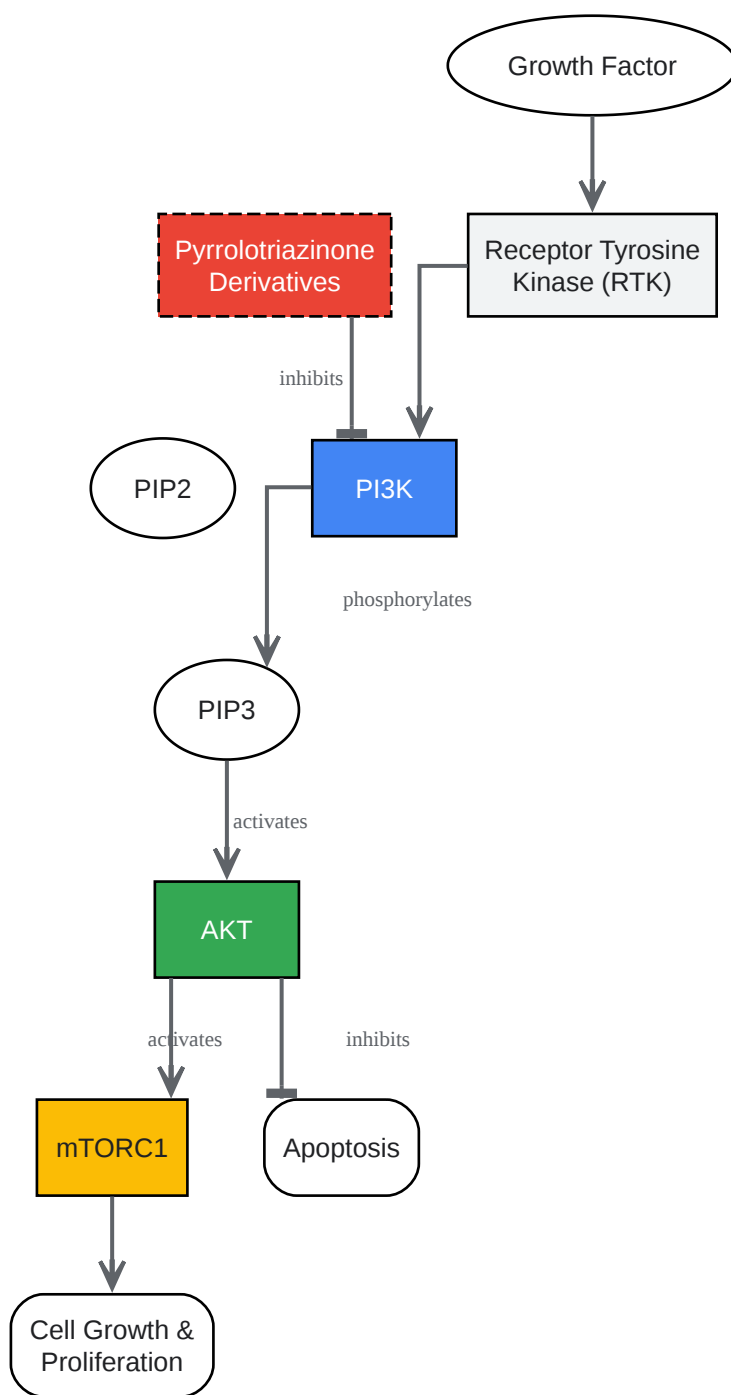 Growth Factor
Pyrrolotriazinone
Derivatives
Receptor Tyrosine
Kinase (RTK)
inhibits
PIP2
PI3K
phosphorylates
PIP3
activates
AKT
activates
inhibits
mTORC1
Apoptosis
Cell Growth &
Proliferation